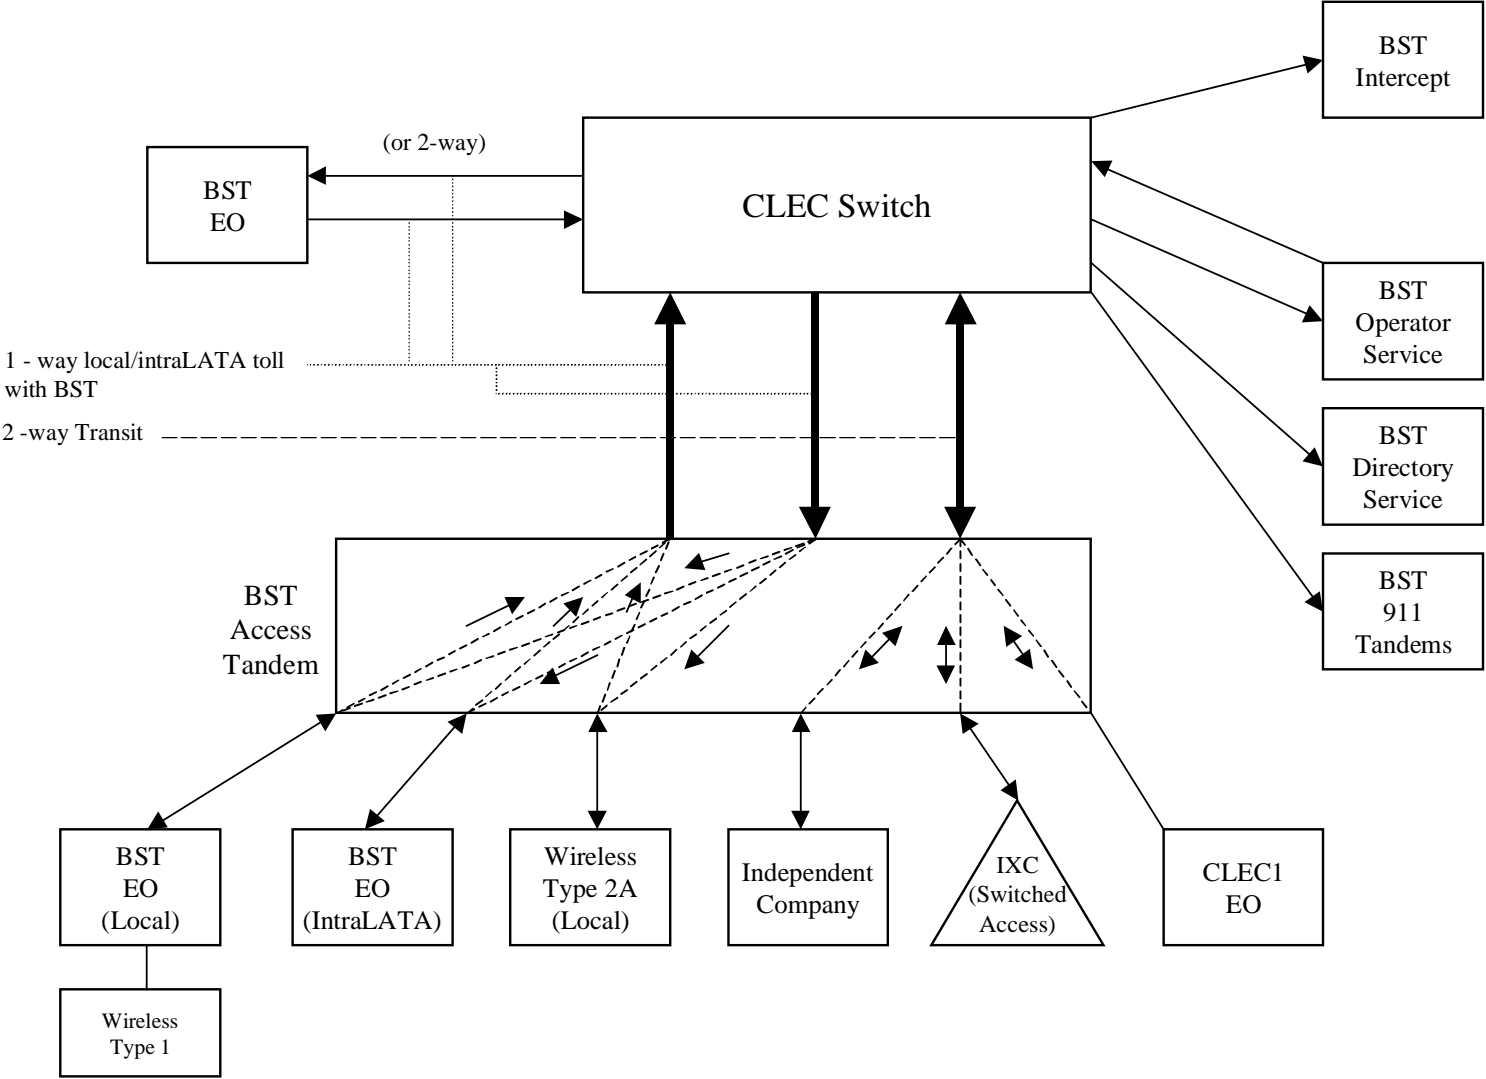 BST
Intercept
(or 2-way)
BST
EO
CLEC Switch
BST
Operator
Service
1 - way local/intraLATA toll
with BST
2 -way Transit
BST
Directory
Service
BST
911
Tandems
BST
Access
Tandem
BST
EO
(Local)
BST
EO
(IntraLATA)
Wireless
Type 2A
(Local)
Independent
Company
IXC
(Switched
Access)
CLEC1
EO
Wireless
Type 1